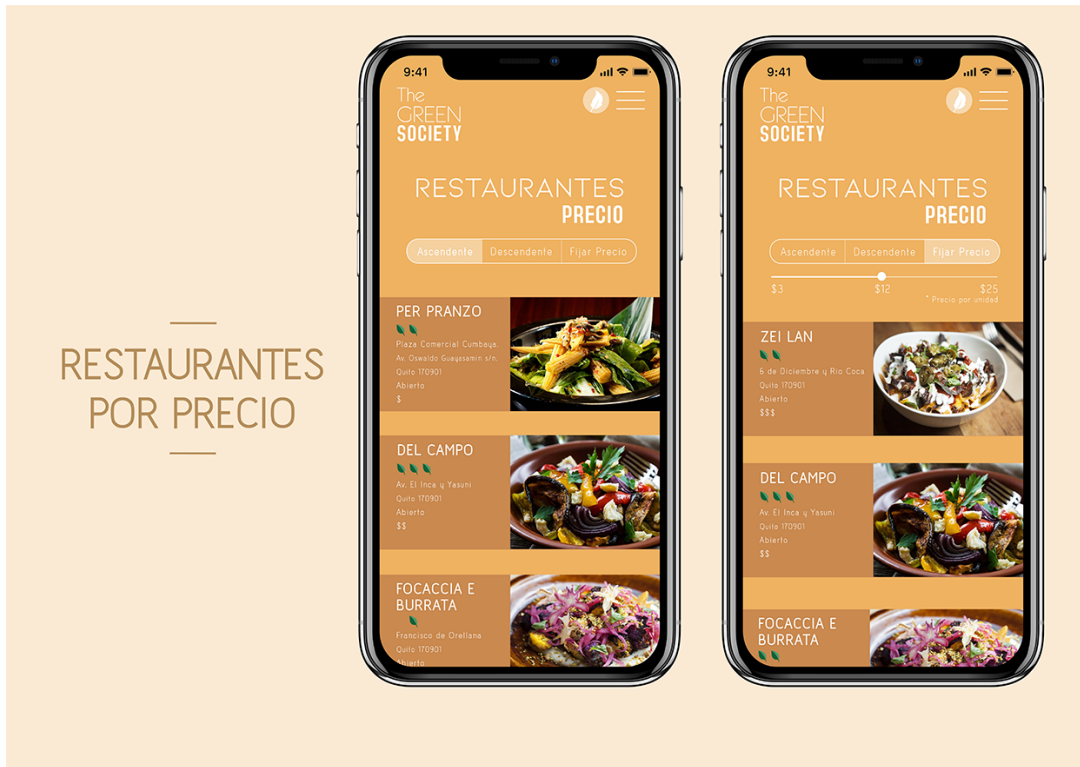 RESTAURANTES
POR PRECIO
9:41
The
GREEN
SOCIETY
RESTAURANTES
PRECIO
Ascendente Descendente Fijar Precio
PER PRANZO
Plaza Comercial Cumbaya.
Av. Oswaldo Guayasamin s/n.
Quito 170901
Abierto
$
DEL CAMPO
Av. El Inca y Yasuni
Quito 170901
Abierto
$$
FOCACCIA E
BURRATA
Francisco de Orellana
Quito 170901
Abierto
9:41
The
GREEN
SOCIETY
RESTAURANTES
PRECIO
Ascendente Descendente Fijar Precio
$3 $12 $25
* Precio por unidad
ZEI LAN
6 de Diciembre y Rio Coca
Quito 170901
Abierto
$$$
DEL CAMPO
Av. El Inca y Yasuni
Quito 170901
Abierto
$$
FOCACCIA E
BURRATA